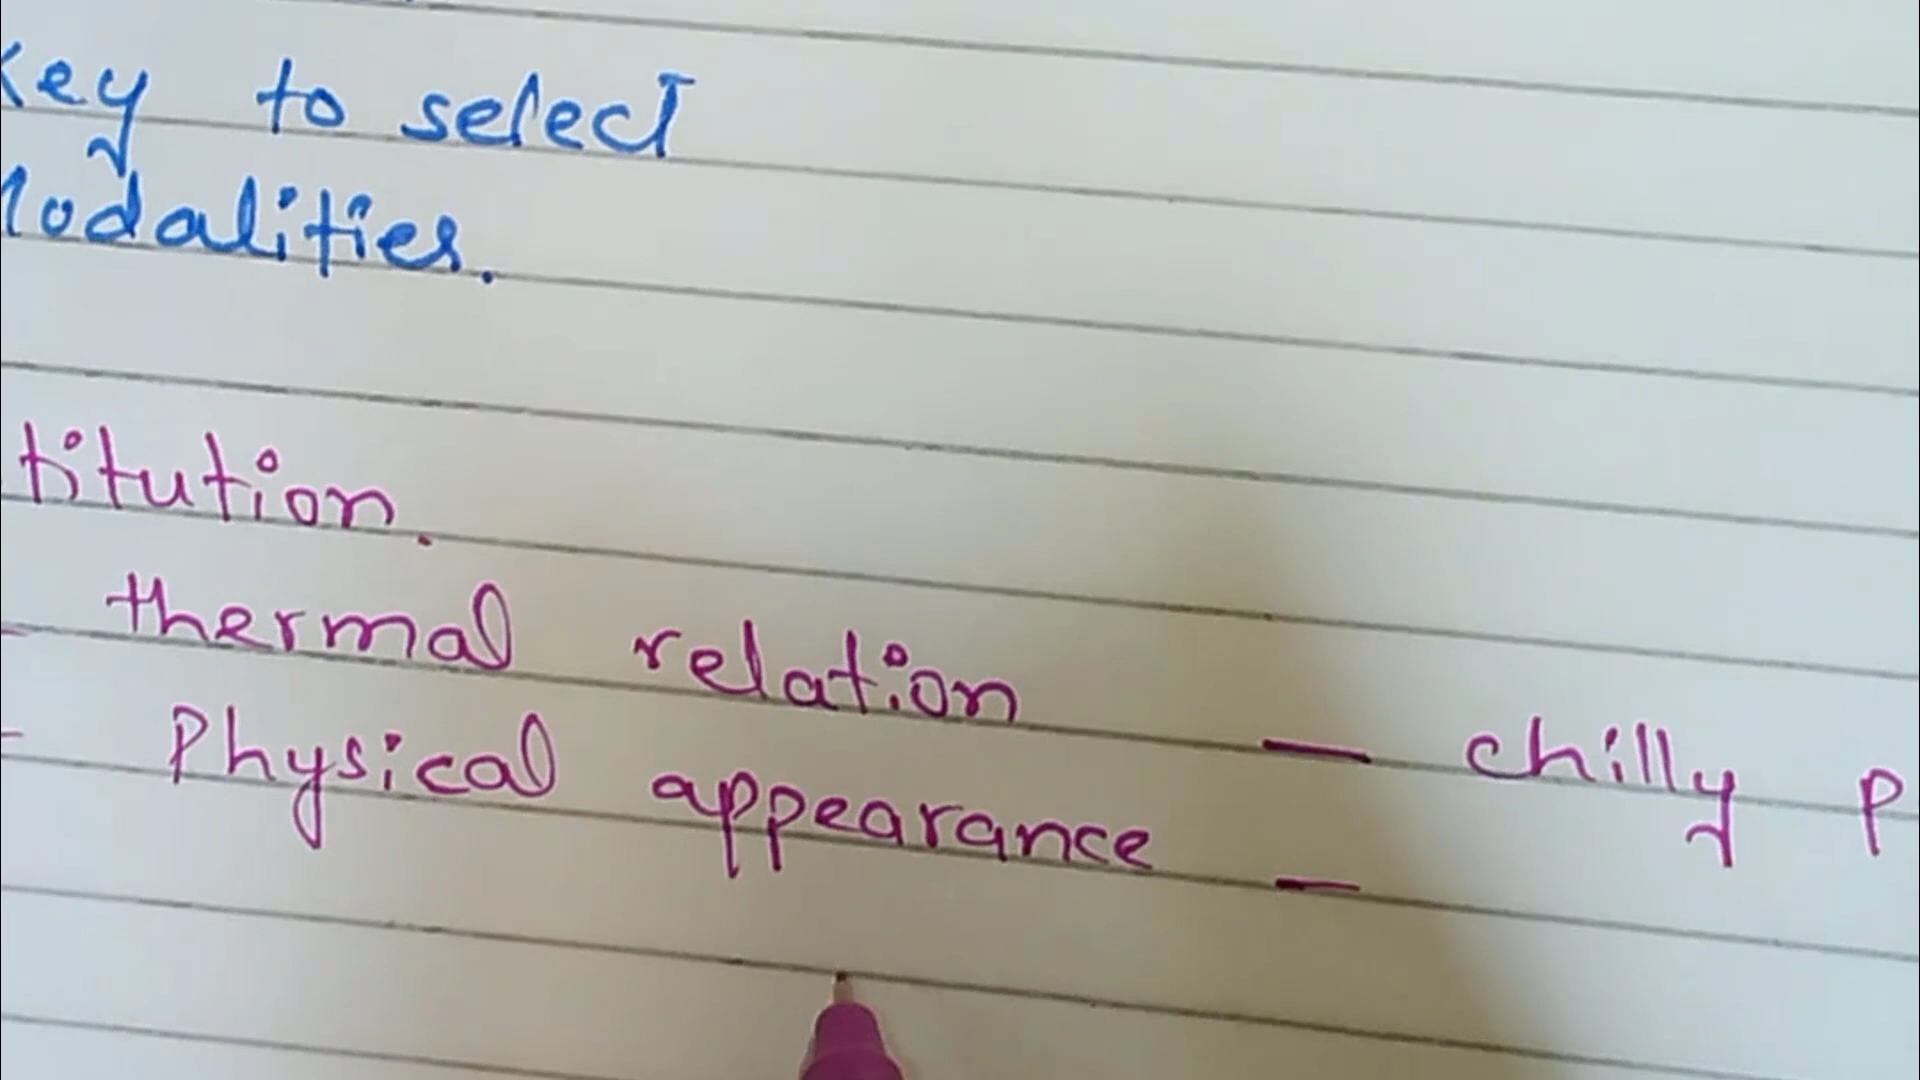 Key to select
Modalities.
titution.
- thermal relation - chilly P
- Physical appearance -